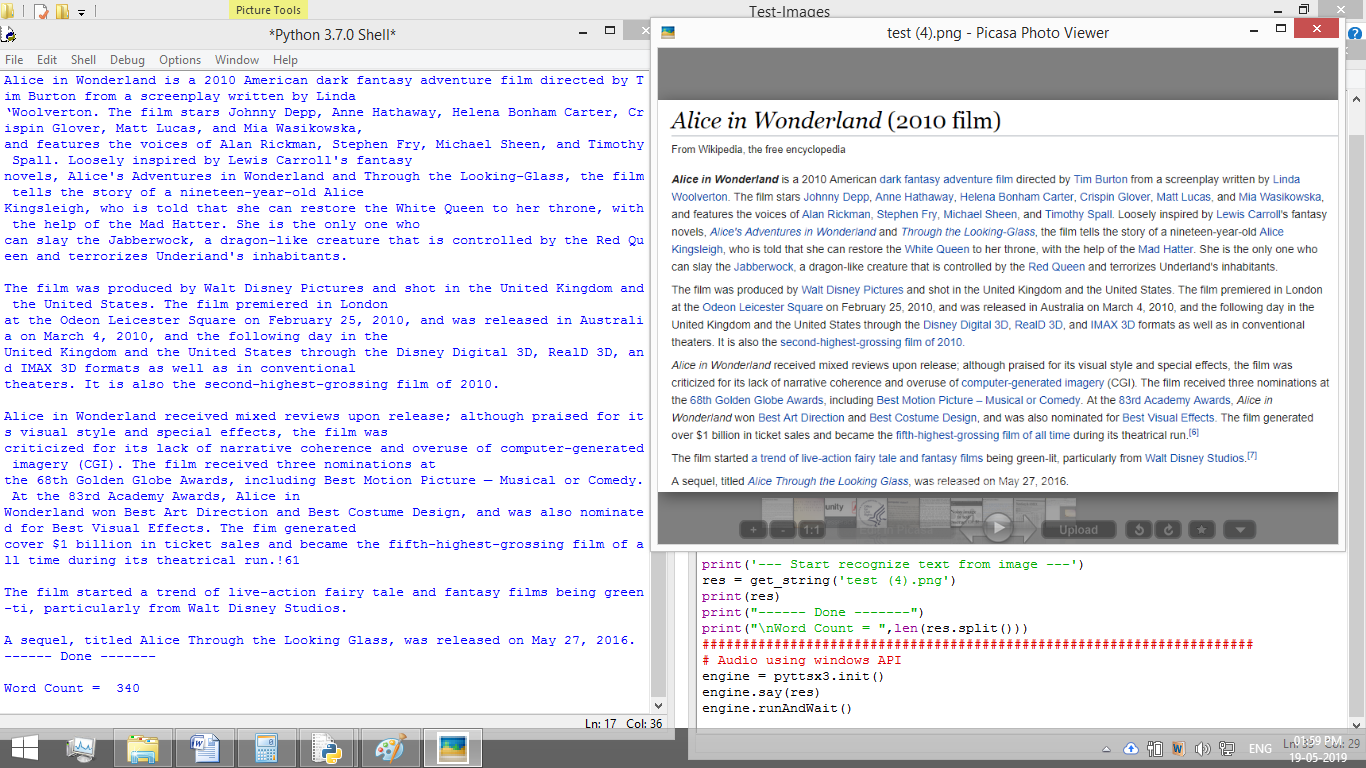 Picture Tools
Test-Images
*Python 3.7.0 Shell*
File Edit Shell Debug Options Window Help
Alice in Wonderland is a 2010 American dark fantasy adventure film directed by T
im Burton from a screenplay written by Linda
‘Woolverton. The film stars Johnny Depp, Anne Hathaway, Helena Bonham Carter, Cr
ispin Glover, Matt Lucas, and Mia Wasikowska,
and features the voices of Alan Rickman, Stephen Fry, Michael Sheen, and Timothy
Spall. Loosely inspired by Lewis Carroll's fantasy
novels, Alice's Adventures in Wonderland and Through the Looking-Glass, the film
tells the story of a nineteen-year-old Alice
Kingsleigh, who is told that she can restore the White Queen to her throne, with
the help of the Mad Hatter. She is the only one who
can slay the Jabberwock, a dragon-like creature that is controlled by the Red Qu
een and terrorizes Underiand's inhabitants.
The film was produced by Walt Disney Pictures and shot in the United Kingdom and
the United States. The film premiered in London
at the Odeon Leicester Square on February 25, 2010, and was released in Australi
a on March 4, 2010, and the following day in the
United Kingdom and the United States through the Disney Digital 3D, RealD 3D, an
d IMAX 3D formats as well as in conventional
theaters. It is also the second-highest-grossing film of 2010.
Alice in Wonderland received mixed reviews upon release; although praised for it
s visual style and special effects, the film was
criticized for its lack of narrative coherence and overuse of computer-generated
imagery (CGI). The film received three nominations at
the 68th Golden Globe Awards, including Best Motion Picture — Musical or Comedy.
At the 83rd Academy Awards, Alice in
Wonderland won Best Art Direction and Best Costume Design, and was also nominate
d for Best Visual Effects. The fim generated
cover $1 billion in ticket sales and became the fifth-highest-grossing film of a
ll time during its theatrical run.!61
The film started a trend of live-action fairy tale and fantasy films being green
-ti, particularly from Walt Disney Studios.
A sequel, titled Alice Through the Looking Glass, was released on May 27, 2016.
------ Done -------
Word Count =  340
Ln: 17 Col: 36
test (4).png - Picasa Photo Viewer
Alice in Wonderland (2010 film)
From Wikipedia, the free encyclopedia
Alice in Wonderland is a 2010 American dark fantasy adventure film directed by Tim Burton from a screenplay written by Linda
Woolverton. The film stars Johnny Depp, Anne Hathaway, Helena Bonham Carter, Crispin Glover, Matt Lucas, and Mia Wasikowska,
and features the voices of Alan Rickman, Stephen Fry, Michael Sheen, and Timothy Spall. Loosely inspired by Lewis Carroll's fantasy
novels, Alice's Adventures in Wonderland and Through the Looking-Glass, the film tells the story of a nineteen-year-old Alice
Kingsleigh, who is told that she can restore the White Queen to her throne, with the help of the Mad Hatter. She is the only one who
can slay the Jabberwock, a dragon-like creature that is controlled by the Red Queen and terrorizes Underland's inhabitants.
The film was produced by Walt Disney Pictures and shot in the United Kingdom and the United States. The film premiered in London
at the Odeon Leicester Square on February 25, 2010, and was released in Australia on March 4, 2010, and the following day in the
United Kingdom and the United States through the Disney Digital 3D, RealD 3D, and IMAX 3D formats as well as in conventional
theaters. It is also the second-highest-grossing film of 2010.
Alice in Wonderland received mixed reviews upon release; although praised for its visual style and special effects, the film was
criticized for its lack of narrative coherence and overuse of computer-generated imagery (CGI). The film received three nominations at
the 68th Golden Globe Awards, including Best Motion Picture – Musical or Comedy. At the 83rd Academy Awards, Alice in
Wonderland won Best Art Direction and Best Costume Design, and was also nominated for Best Visual Effects. The film generated
over $1 billion in ticket sales and became the fifth-highest-grossing film of all time during its theatrical run.[6]
The film started a trend of live-action fairy tale and fantasy films being green-lit, particularly from Walt Disney Studios.[7]
A sequel, titled Alice Through the Looking Glass, was released on May 27, 2016.
unity
1:1
Upload
print('--- Start recognize text from image ---')
res = get_string('test (4).png')
print(res)
print("------ Done -------")
print("\nWord Count = ",len(res.split()))
####################################################################
# Audio using windows API
engine = pyttsx3.init()
engine.say(res)
engine.runAndWait()
ENG
01:59 PM
19-05-2019